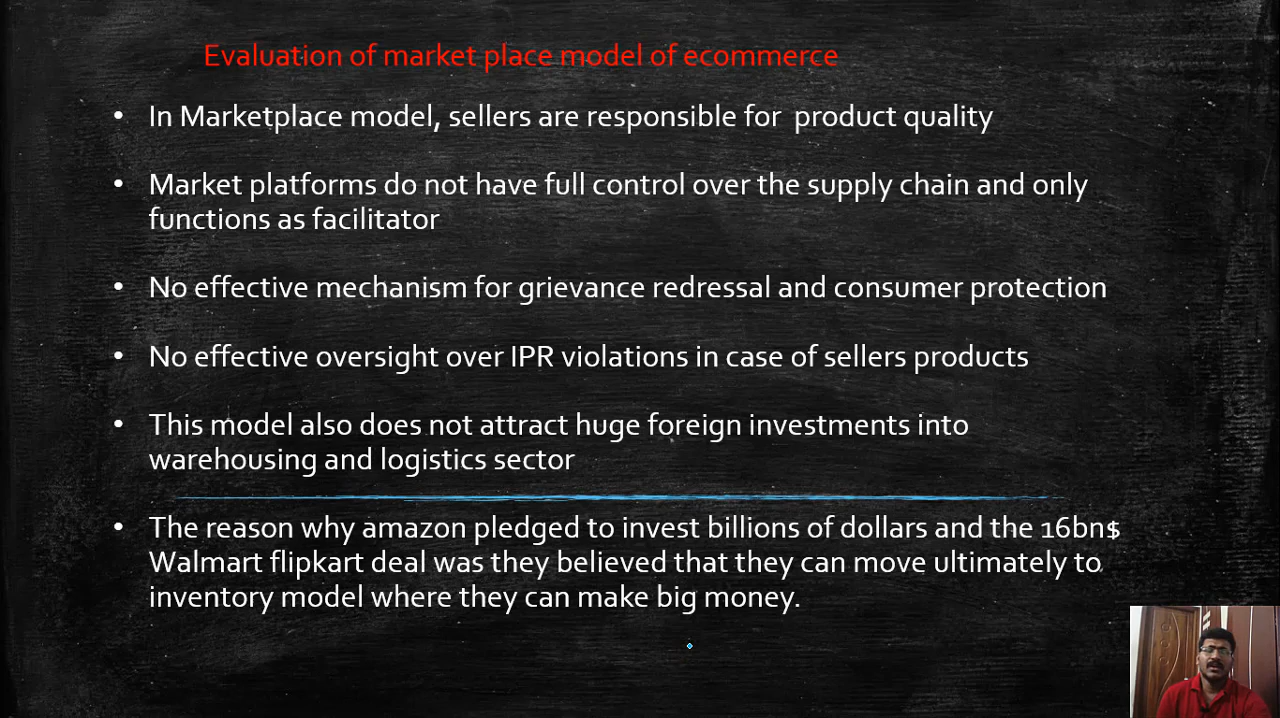 Evaluation of market place model of ecommerce
• In Marketplace model, sellers are responsible for product quality
• Market platforms do not have full control over the supply chain and only
functions as facilitator
• No effective mechanism for grievance redressal and consumer protection
• No effective oversight over IPR violations in case of sellers products
• This model also does not attract huge foreign investments into
warehousing and logistics sector
• The reason why amazon pledged to invest billions of dollars and the 16bn$
Walmart flipkart deal was they believed that they can move ultimately to
inventory model where they can make big money.